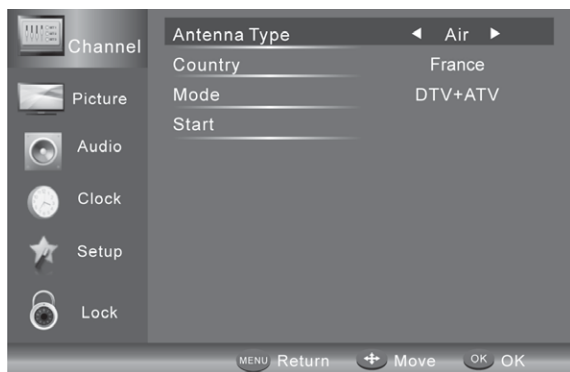 Channel
Picture
Audio
Clock
Setup
Lock
Antenna Type ◀ Air ▶
Country France
Mode DTV+ATV
Start
MENU Return Move OK OK